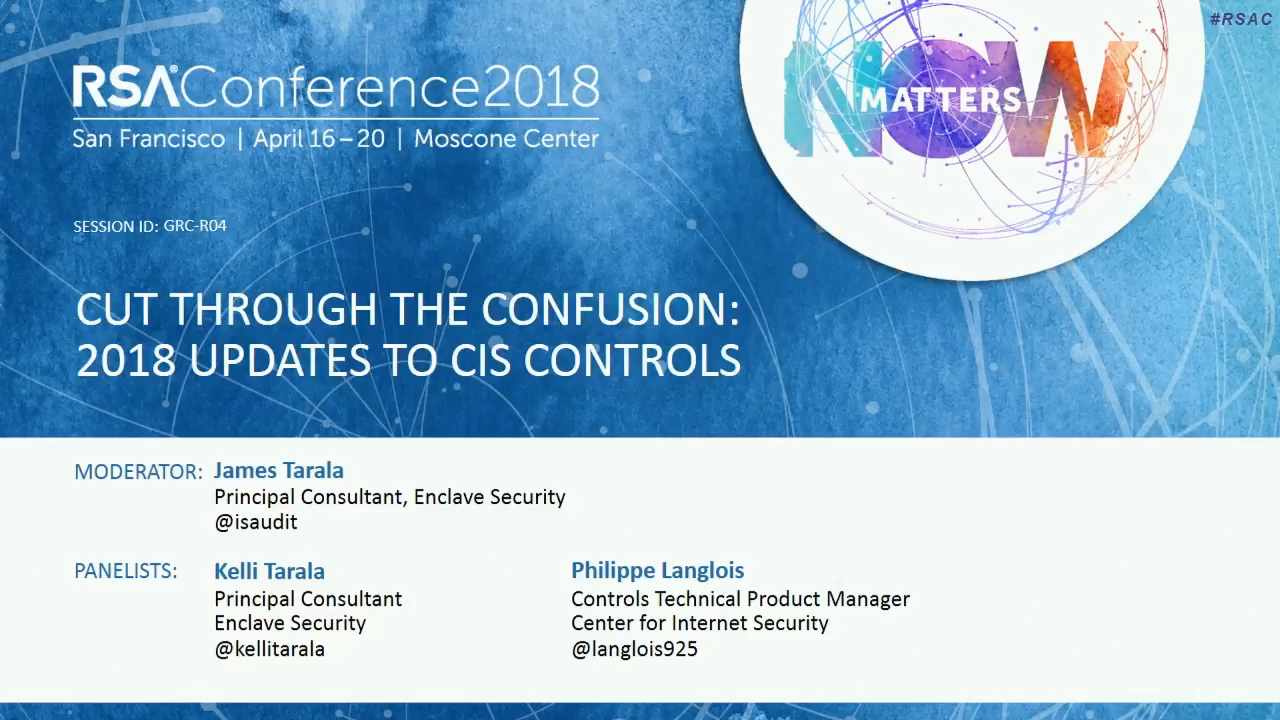 #RSAC
RSA®Conference2018
San Francisco | April 16–20 | Moscone Center
NOW
MATTERS
SESSION ID: GRC-R04
CUT THROUGH THE CONFUSION:
2018 UPDATES TO CIS CONTROLS
MODERATOR: James Tarala
Principal Consultant, Enclave Security
@isaudit
PANELISTS: Kelli Tarala
Principal Consultant
Enclave Security
@kellitarala
Philippe Langlois
Controls Technical Product Manager
Center for Internet Security
@langlois925